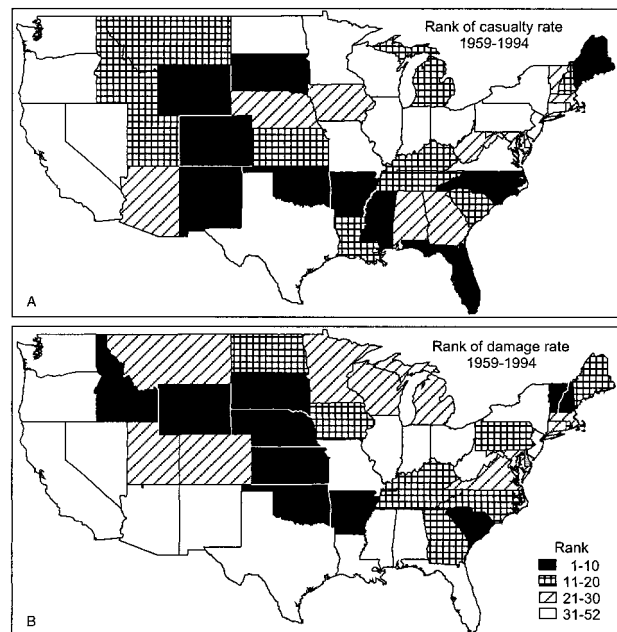 Rank of casualty rate
1959-1994
A
Rank of damage rate
1959-1994
Rank
1-10
11-20
21-30
31-52
B